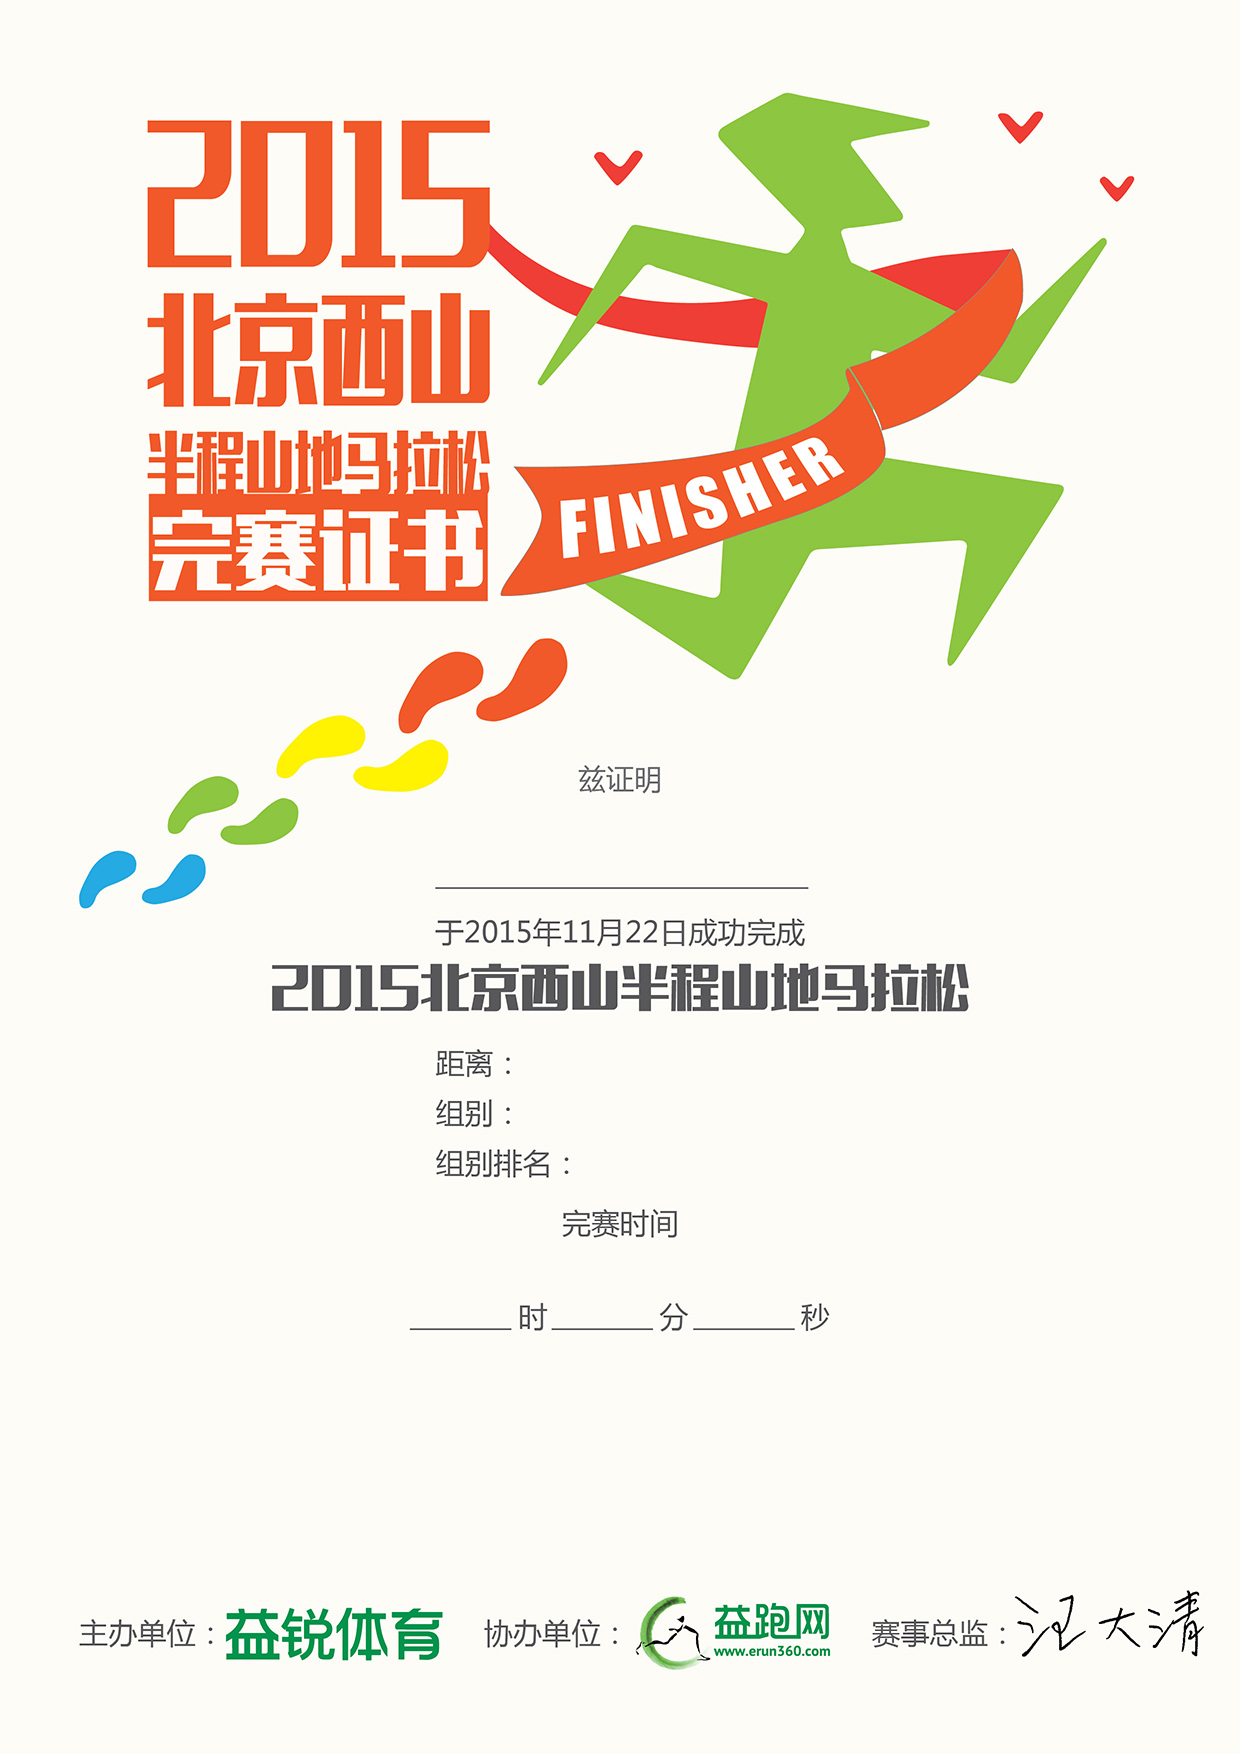 2015
北京西山
半程山地马拉松
完赛证书
FINISHER
兹证明
于2015年11月22日成功完成
2015北京西山半程山地马拉松
距离：
组别：
组别排名：
完赛时间
时 分 秒
主办单位：益锐体育 协办单位：益跑网 赛事总监：汪大清
www.erun360.com